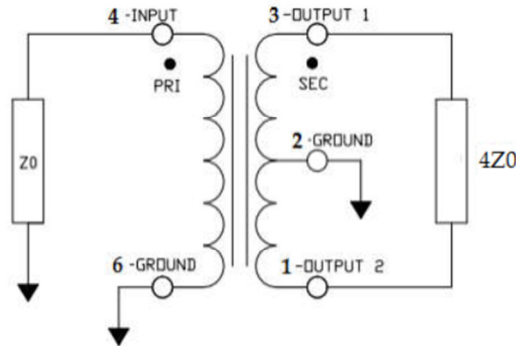 4 -INPUT
3-OUTPUT 1
PRI
SEC
2 -GROUND
Z0
4Z0
6 -GROUND
1-OUTPUT 2